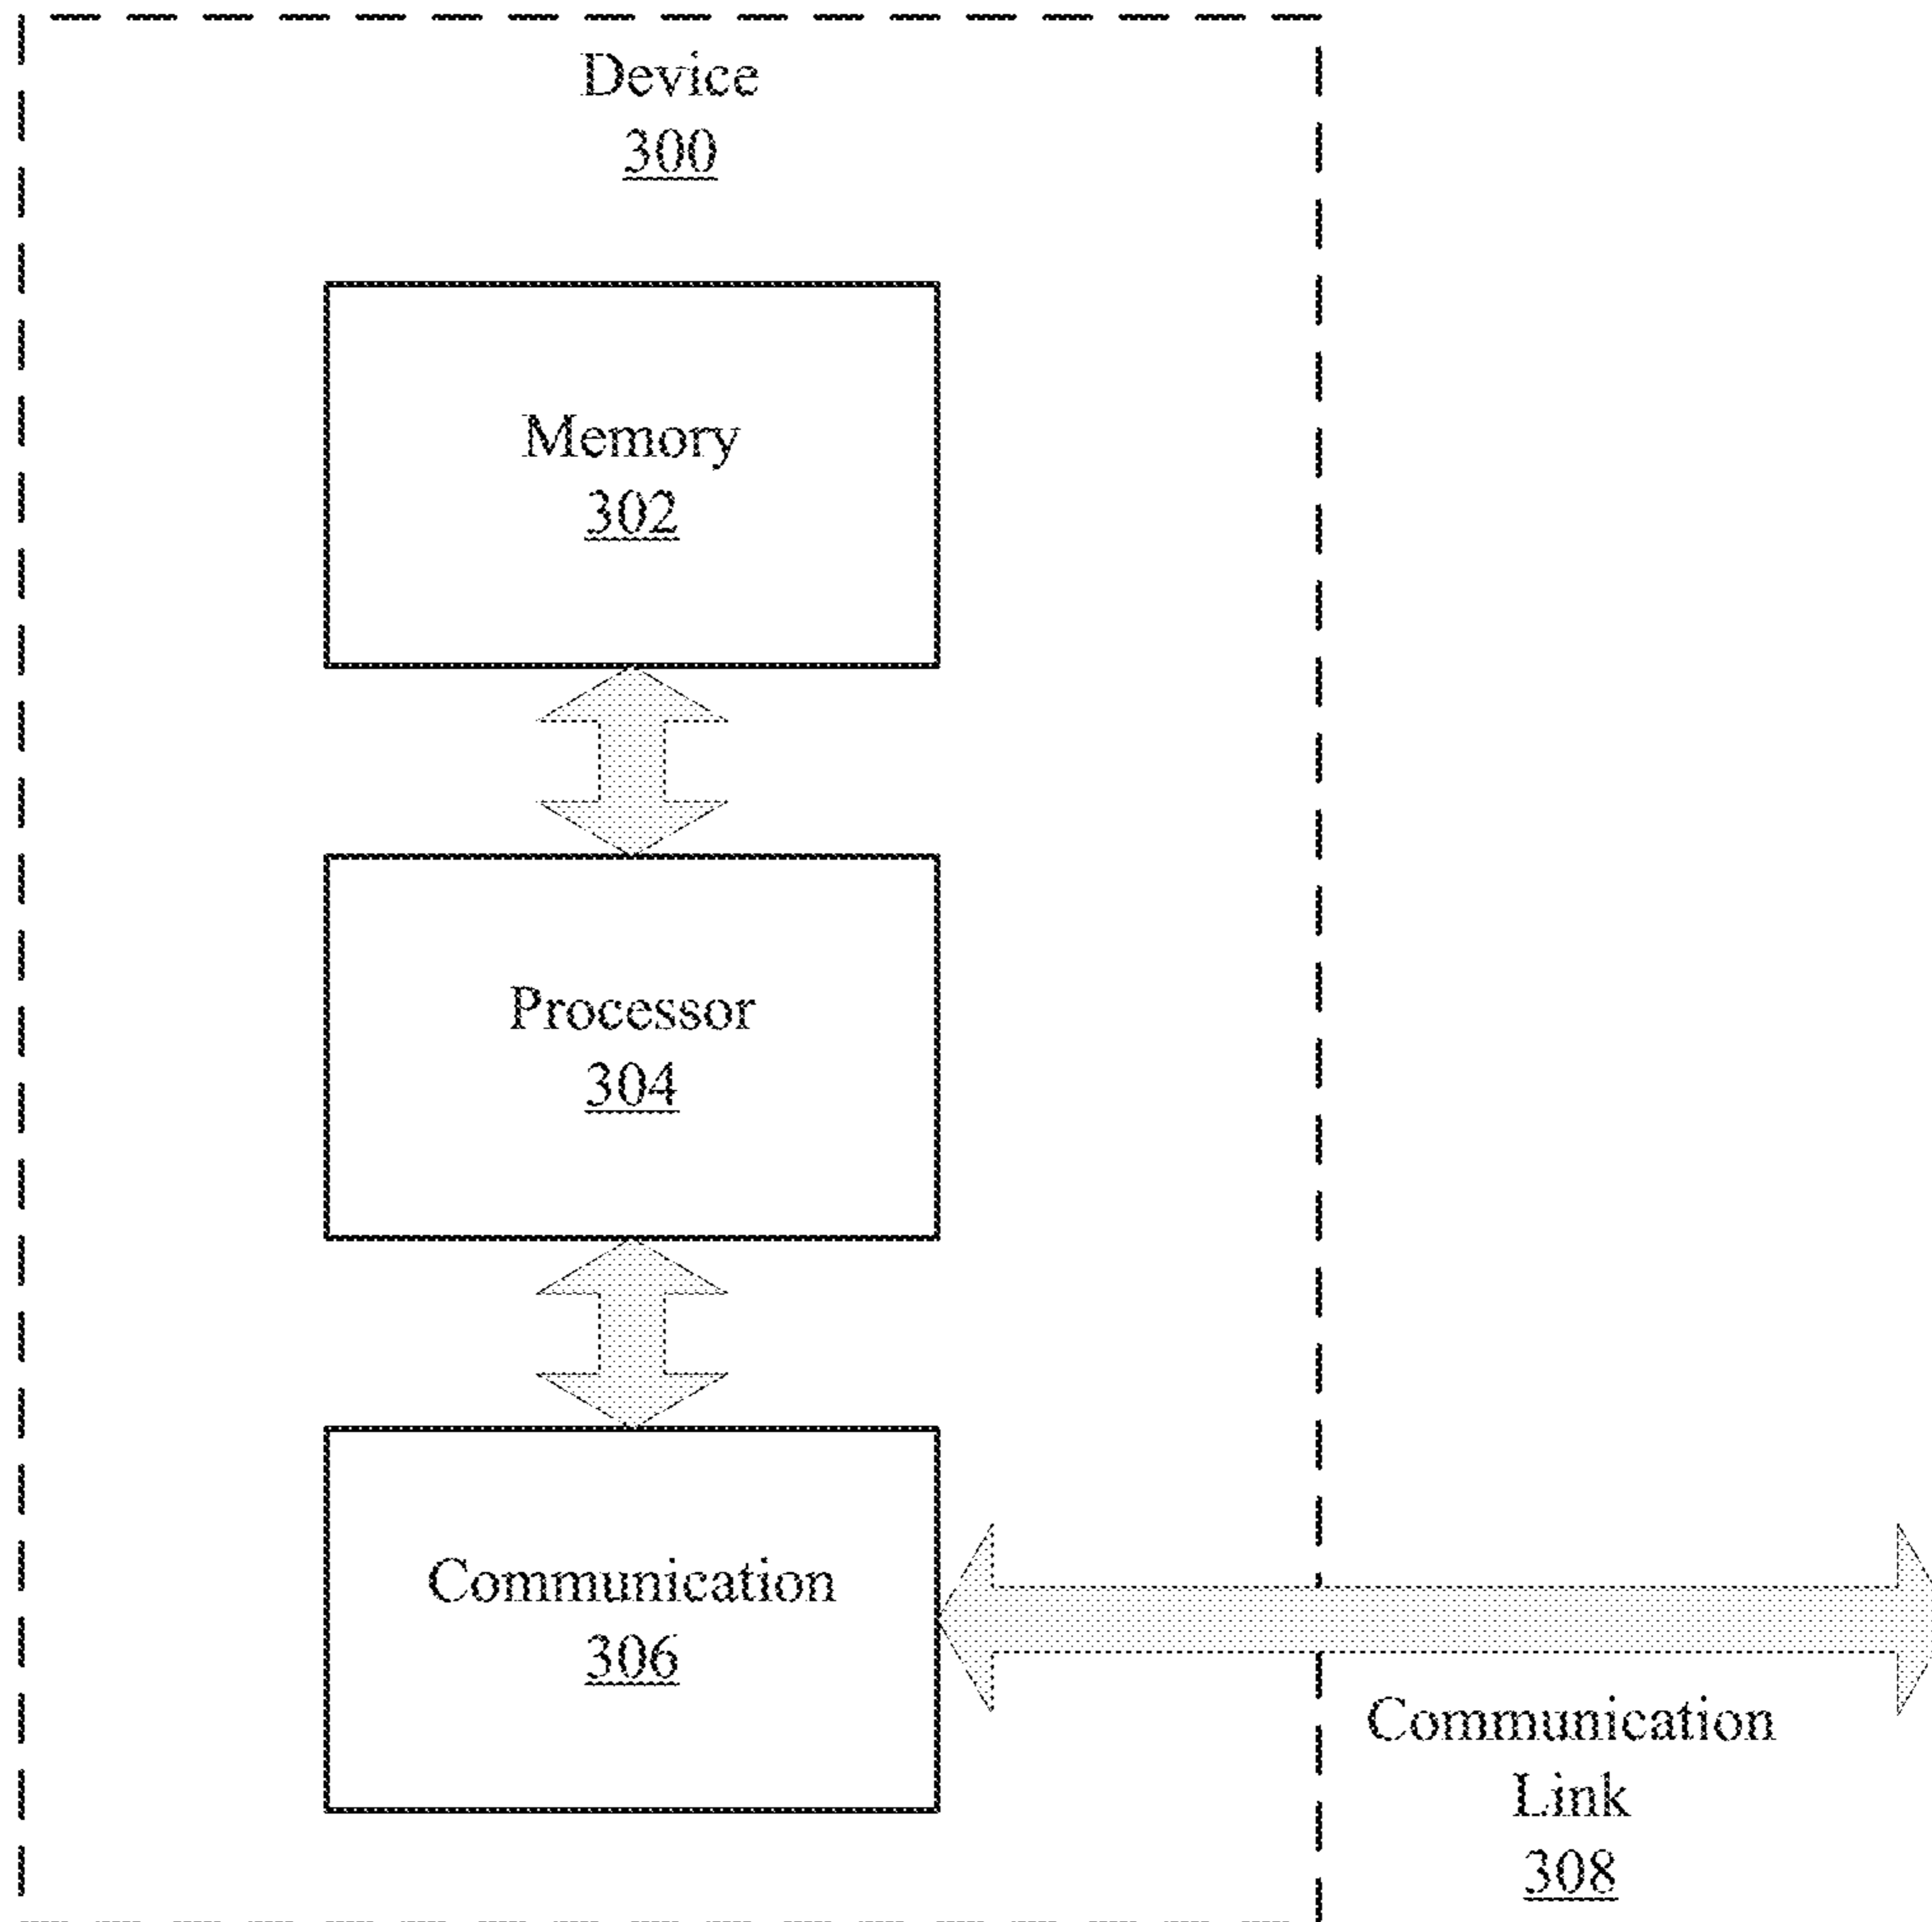 Device
300
Memory
302
Processor
304
Communication
306
Communication
Link
308